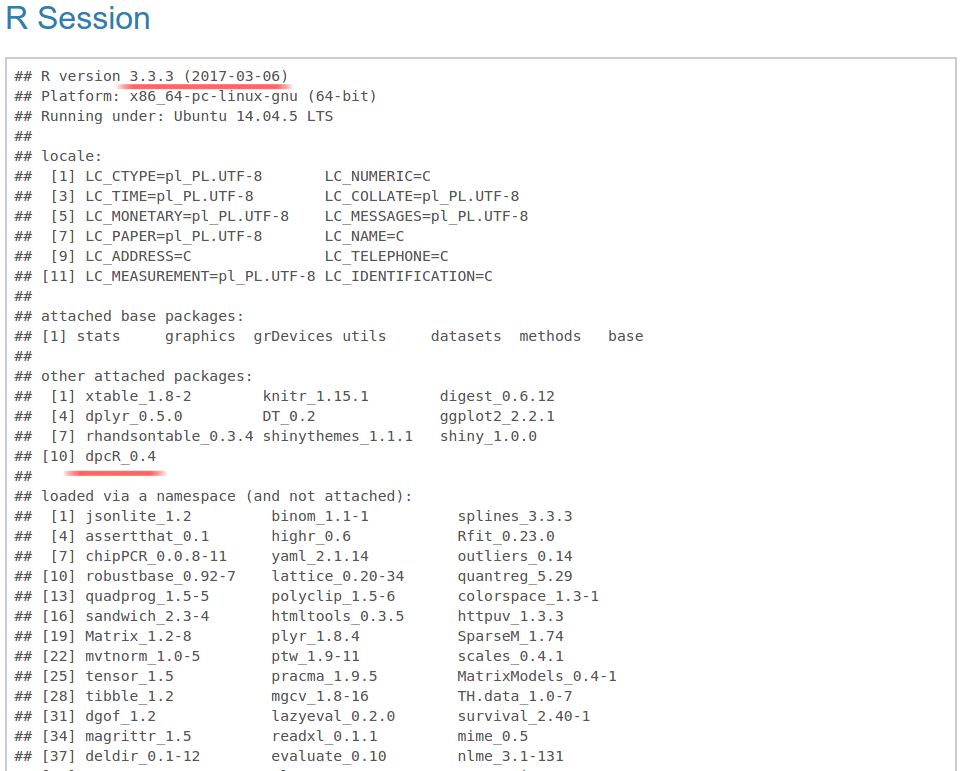 R Session
## R version 3.3.3 (2017-03-06)
## Platform: x86_64-pc-linux-gnu (64-bit)
## Running under: Ubuntu 14.04.5 LTS
##
## locale:
##  [1] LC_CTYPE=pl_PL.UTF-8       LC_NUMERIC=C
##  [3] LC_TIME=pl_PL.UTF-8        LC_COLLATE=pl_PL.UTF-8
##  [5] LC_MONETARY=pl_PL.UTF-8    LC_MESSAGES=pl_PL.UTF-8
##  [7] LC_PAPER=pl_PL.UTF-8       LC_NAME=C
##  [9] LC_ADDRESS=C               LC_TELEPHONE=C
## [11] LC_MEASUREMENT=pl_PL.UTF-8 LC_IDENTIFICATION=C
##
## attached base packages:
## [1] stats     graphics  grDevices utils     datasets  methods   base
##
## other attached packages:
##  [1] xtable_1.8-2        knitr_1.15.1        digest_0.6.12
##  [4] dplyr_0.5.0         DT_0.2              ggplot2_2.2.1
##  [7] rhandsontable_0.3.4 shinythemes_1.1.1   shiny_1.0.0
## [10] dpcR_0.4
##
## loaded via a namespace (and not attached):
##  [1] jsonlite_1.2         binom_1.1-1          splines_3.3.3
##  [4] assertthat_0.1       highr_0.6            Rfit_0.23.0
##  [7] chipPCR_0.0.8-11     yaml_2.1.14          outliers_0.14
## [10] robustbase_0.92-7    lattice_0.20-34      quantreg_5.29
## [13] quadprog_1.5-5       polyclip_1.5-6       colorspace_1.3-1
## [16] sandwich_2.3-4       htmltools_0.3.5      httpuv_1.3.3
## [19] Matrix_1.2-8         plyr_1.8.4           SparseM_1.74
## [22] mvtnorm_1.0-5        ptw_1.9-11           scales_0.4.1
## [25] tensor_1.5           pracma_1.9.5         MatrixModels_0.4-1
## [28] tibble_1.2           mgcv_1.8-16          TH.data_1.0-7
## [31] dgof_1.2             lazyeval_0.2.0       survival_2.40-1
## [34] magrittr_1.5         readxl_0.1.1         mime_0.5
## [37] deldir_0.1-12        evaluate_0.10        nlme_3.1-131